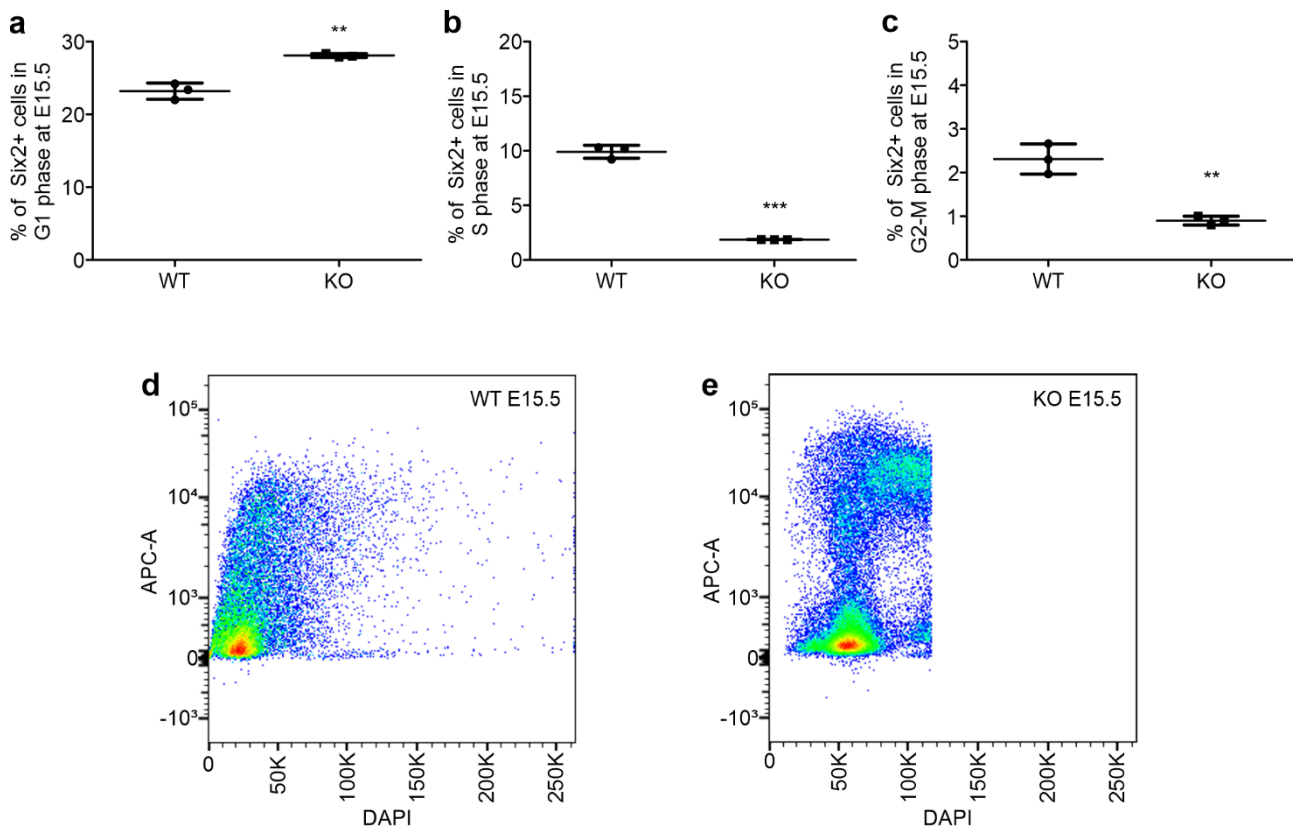 a
**
% of Six2+ cells in
G1 phase at E15.5
30
20
10
0
WT
KO
b
***
% of Six2+ cells in
S phase at E15.5
20
15
10
5
0
WT
KO
c
**
% of Six2+ cells in
G2-M phase at E15.5
5
4
3
2
1
0
WT
KO
d
WT E15.5
APC-A
10⁵
10⁴
10³
0
-10³
0
50K
100K
150K
200K
250K
DAPI
e
KO E15.5
APC-A
10⁵
10⁴
10³
0
-10³
0
50K
100K
150K
200K
250K
DAPI